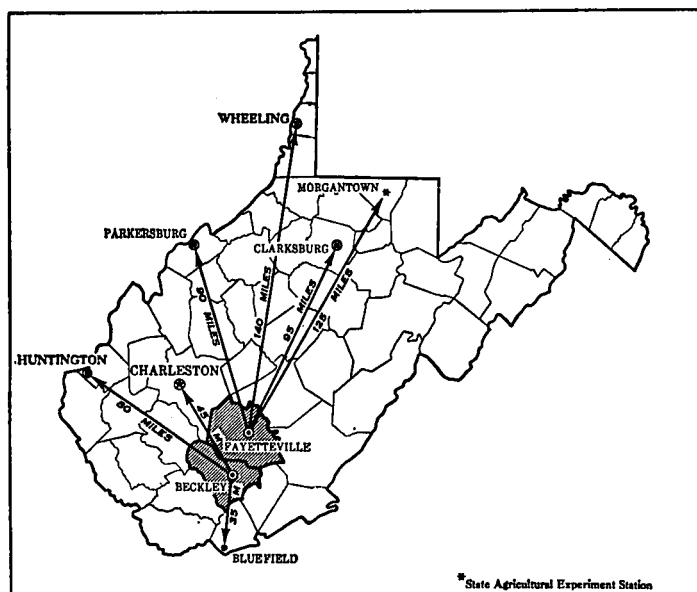 WHEELING
MORGANTOWN *
PARKERSBURG
CLARKSBURG
90 MILES
140 MILES
95 MILES
125 MILES
HUNTINGTON
CHARLESTON
45 M
MILES
FAYETTEVILLE
BECKLEY
35 M
BLUEFIELD
*State Agricultural Experiment Station